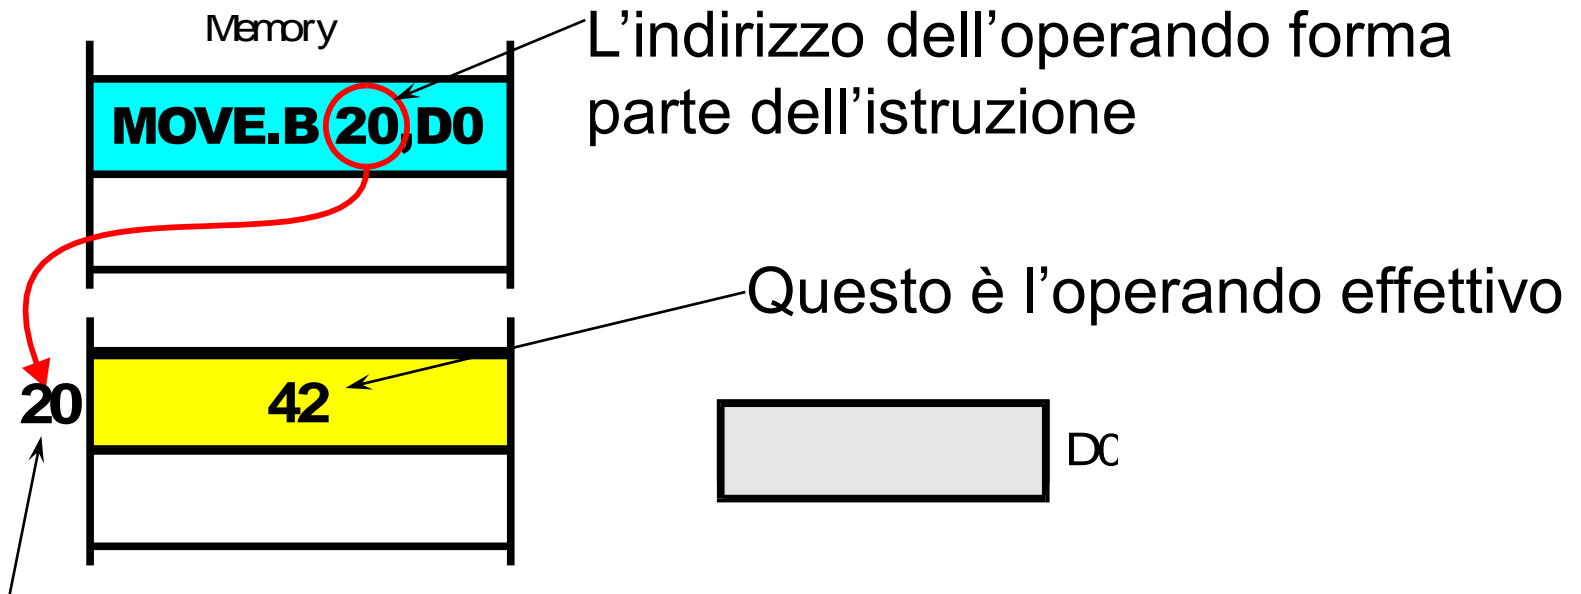 Memory
L’indirizzo dell’operando forma
parte dell’istruzione
MOVE.B 20,D0
Questo è l’operando effettivo
20
42
D0